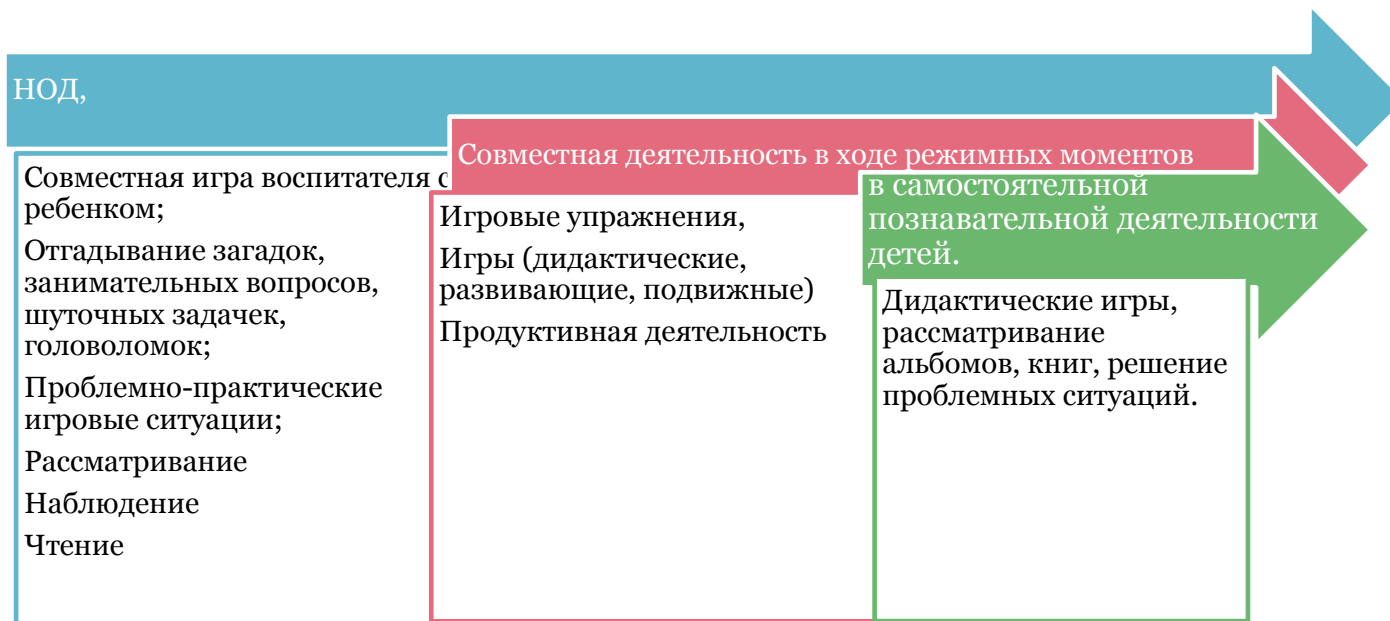 НОД,
Совместная игра воспитателя с
ребенком;
Отгадывание загадок,
занимательных вопросов,
шуточных задачек,
головоломок;
Проблемно-практические
игровые ситуации;
Рассматривание
Наблюдение
Чтение
Совместная деятельность в ходе режимных моментов
Игровые упражнения,
Игры (дидактические,
развивающие, подвижные)
Продуктивная деятельность
в самостоятельной
познавательной деятельности
детей.
Дидактические игры,
рассматривание
альбомов, книг, решение
проблемных ситуаций.